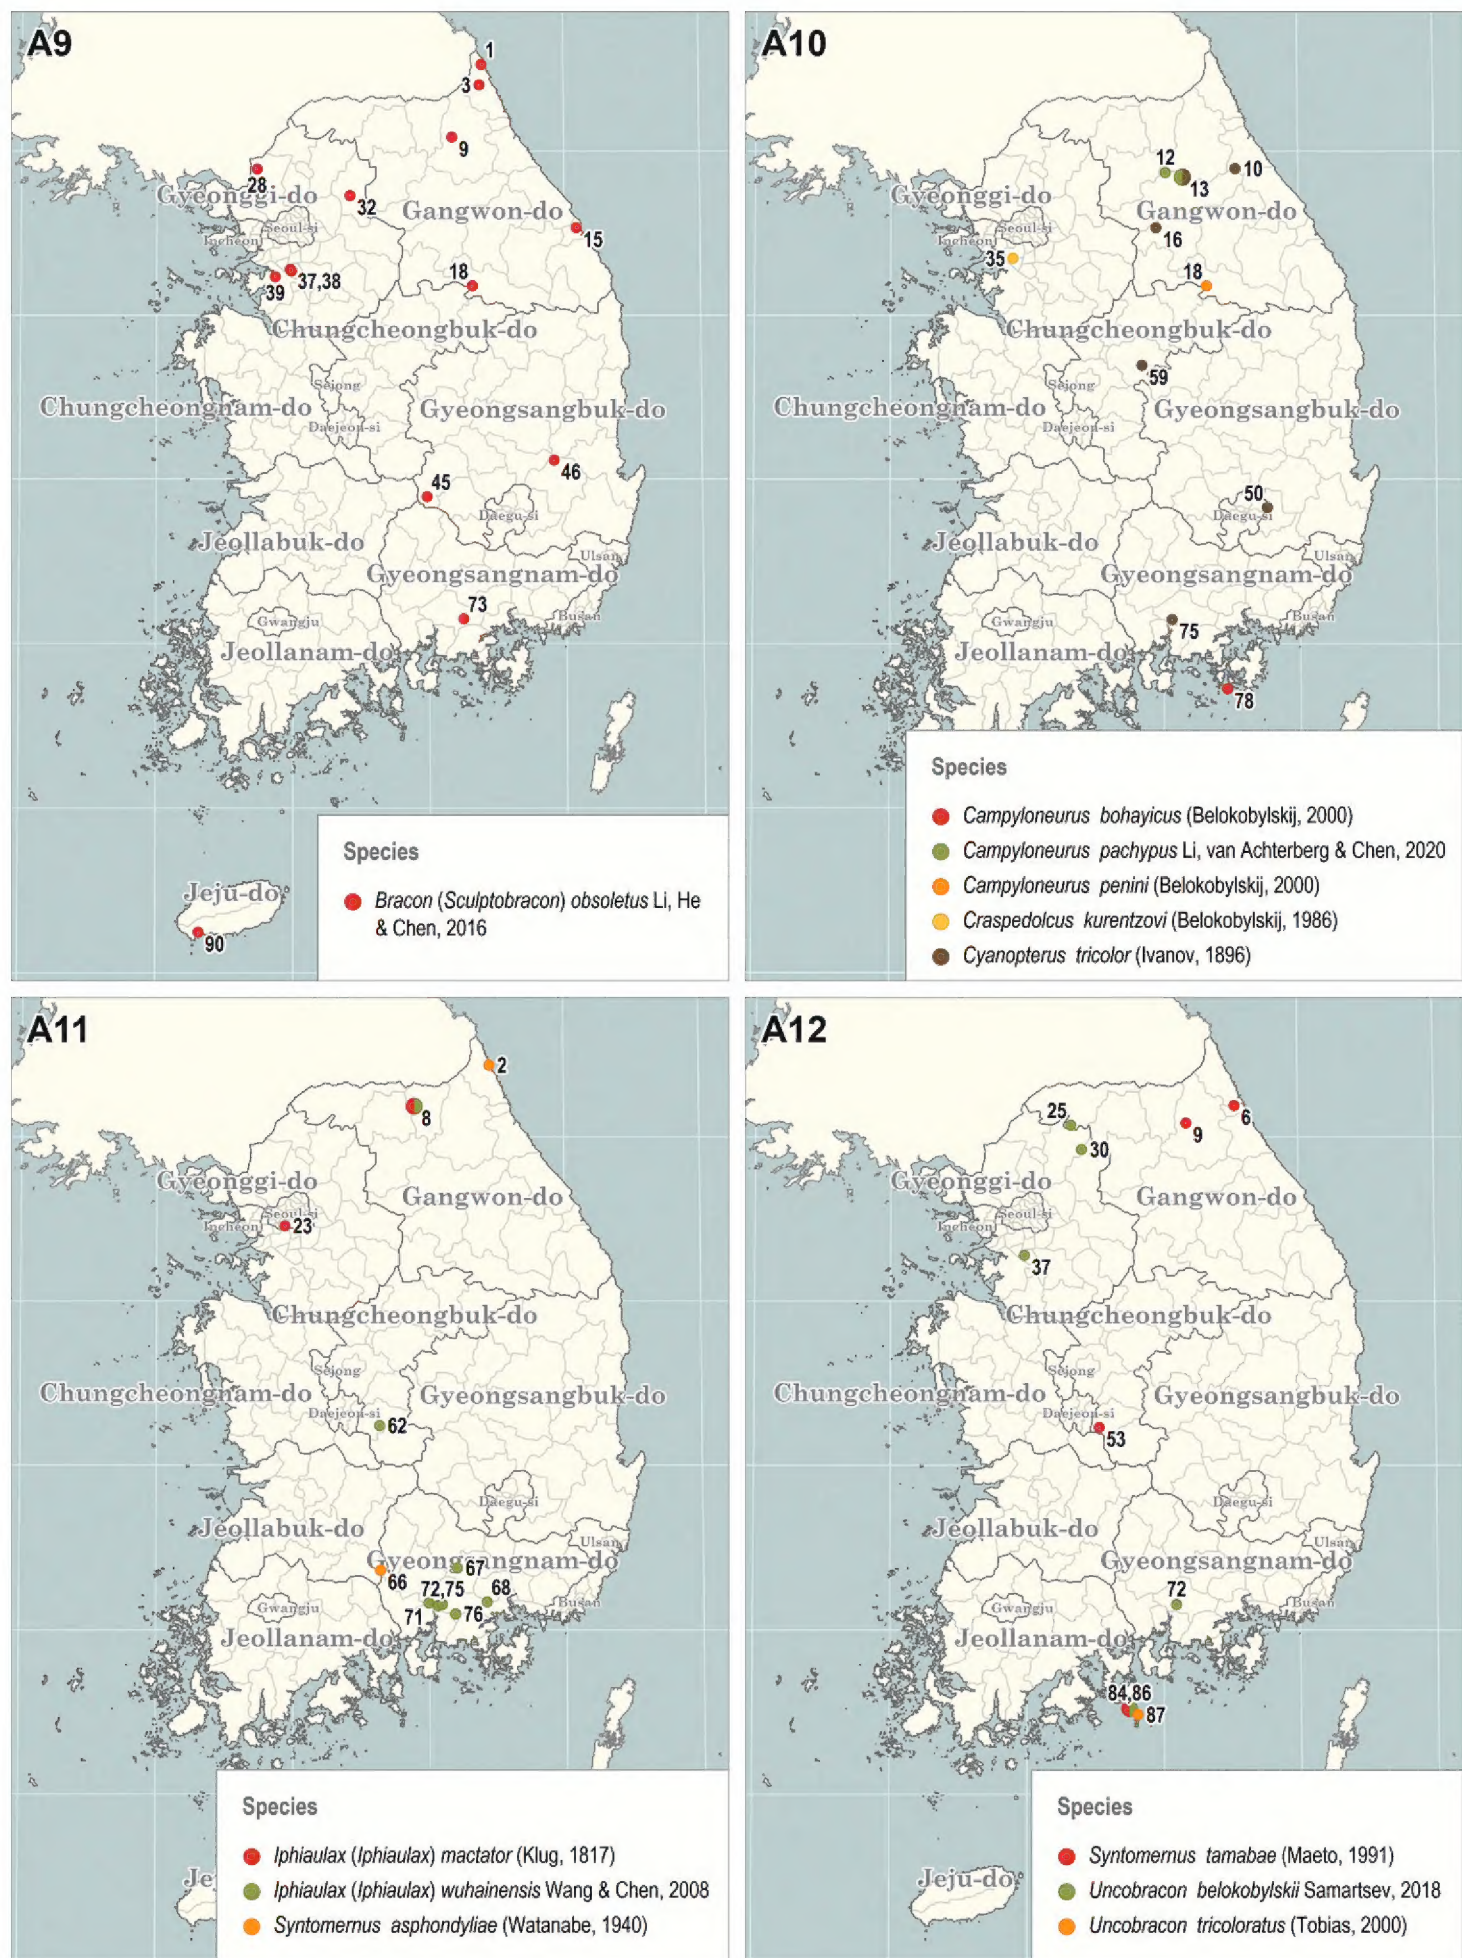 A9
1
3
9
28
Gyeonggi-do
32
Gangwon-do
Seoul-si
Incheon
15
37,38
39
18
Chungcheongbuk-do
Sejong
Chungcheongnam-do
Gyeongsangbuk-do
Daejeon-si
46
45
Daegu-si
Jeollabuk-do
Ulsan
Gyeongsangnam-do
73
Gwangju
Busan
Jeollanam-do
Species
Bracon (Sculptobracon) obsoletus Li, He
& Chen, 2016
Jeju-do
90
A10
12
10
13
Gyeonggi-do
Gangwon-do
Seoul-si
Incheon
16
35
18
Chungcheongbuk-do
59
Sejong
Chungcheongnam-do
Gyeongsangbuk-do
Daejeon-si
50
Daegu-si
Jeollabuk-do
Ulsan
Gyeongsangnam-do
Gwangju
Busan
75
Jeollanam-do
78
Species
Campyloneurus bohayicus (Belokobylskij, 2000)
Campyloneurus pachypus Li, van Achterberg & Chen, 2020
Campyloneurus penini (Belokobylskij, 2000)
Craspedolcus kurentzovi (Belokobylskij, 1986)
Cyanopterus tricolor (Ivanov, 1896)
A11
2
8
Gyeonggi-do
Gangwon-do
Seoul-si
Incheon
23
Chungcheongbuk-do
Sejong
Chungcheongnam-do
Gyeongsangbuk-do
Daejeon-si
62
Daegu-si
Jeollabuk-do
Ulsan
Gyeongsangnam-do
67
66
72,75
68
Gwangju
71
76
Busan
Jeollanam-do
Species
Iphiaulax (Iphiaulax) mactator (Klug, 1817)
Iphiaulax (Iphiaulax) wuhainensis Wang & Chen, 2008
Syntomernus asphondyliae (Watanabe, 1940)
Je
A12
25
6
9
30
Gyeonggi-do
Gangwon-do
Seoul-si
Incheon
37
Chungcheongbuk-do
Sejong
Chungcheongnam-do
Gyeongsangbuk-do
Daejeon-si
53
Daegu-si
Jeollabuk-do
Ulsan
Gyeongsangnam-do
72
Gwangju
Busan
Jeollanam-do
84,86
87
Species
Syntomernus tamabae (Maeto, 1991)
Uncobracon belokobylskii Samartsev, 2018
Uncobracon tricoloratus (Tobias, 2000)
Jeju-do